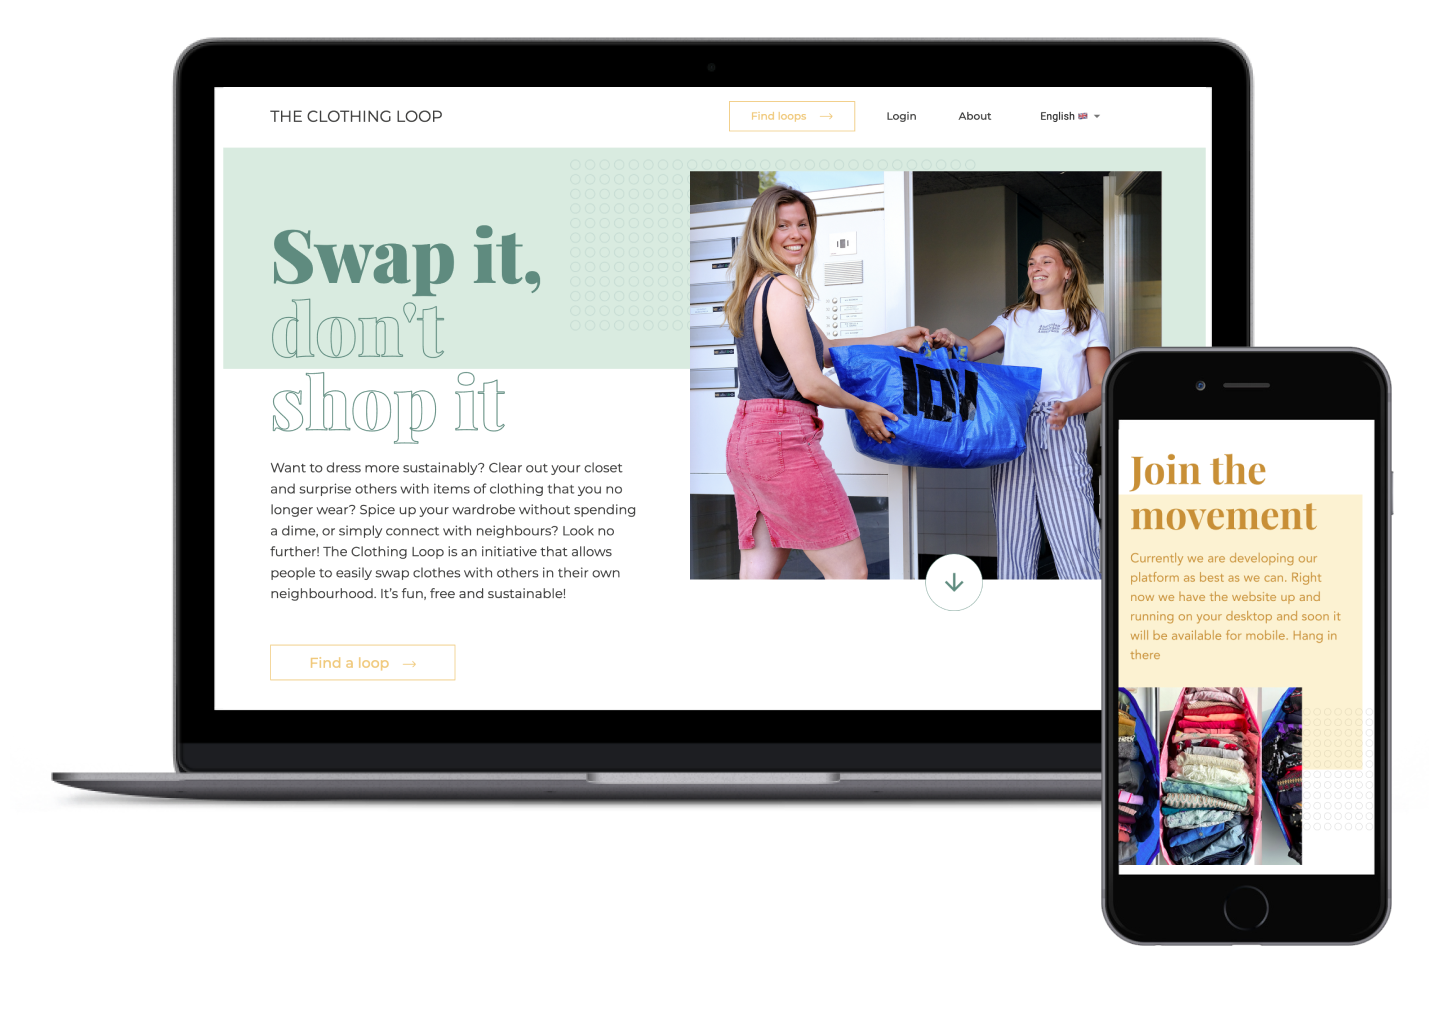 THE CLOTHING LOOP
Find loops →
Login
About
English
Swap it,
don't
shop it
Want to dress more sustainably? Clear out your closet
and surprise others with items of clothing that you no
longer wear? Spice up your wardrobe without spending
a dime, or simply connect with neighbours? Look no
further! The Clothing Loop is an initiative that allows
people to easily swap clothes with others in their own
neighbourhood. It's fun, free and sustainable!
Find a loop →
Join the
movement
Currently we are developing our
platform as best as we can. Right
now we have the website up and
running on your desktop and soon it
will be available for mobile. Hang in
there